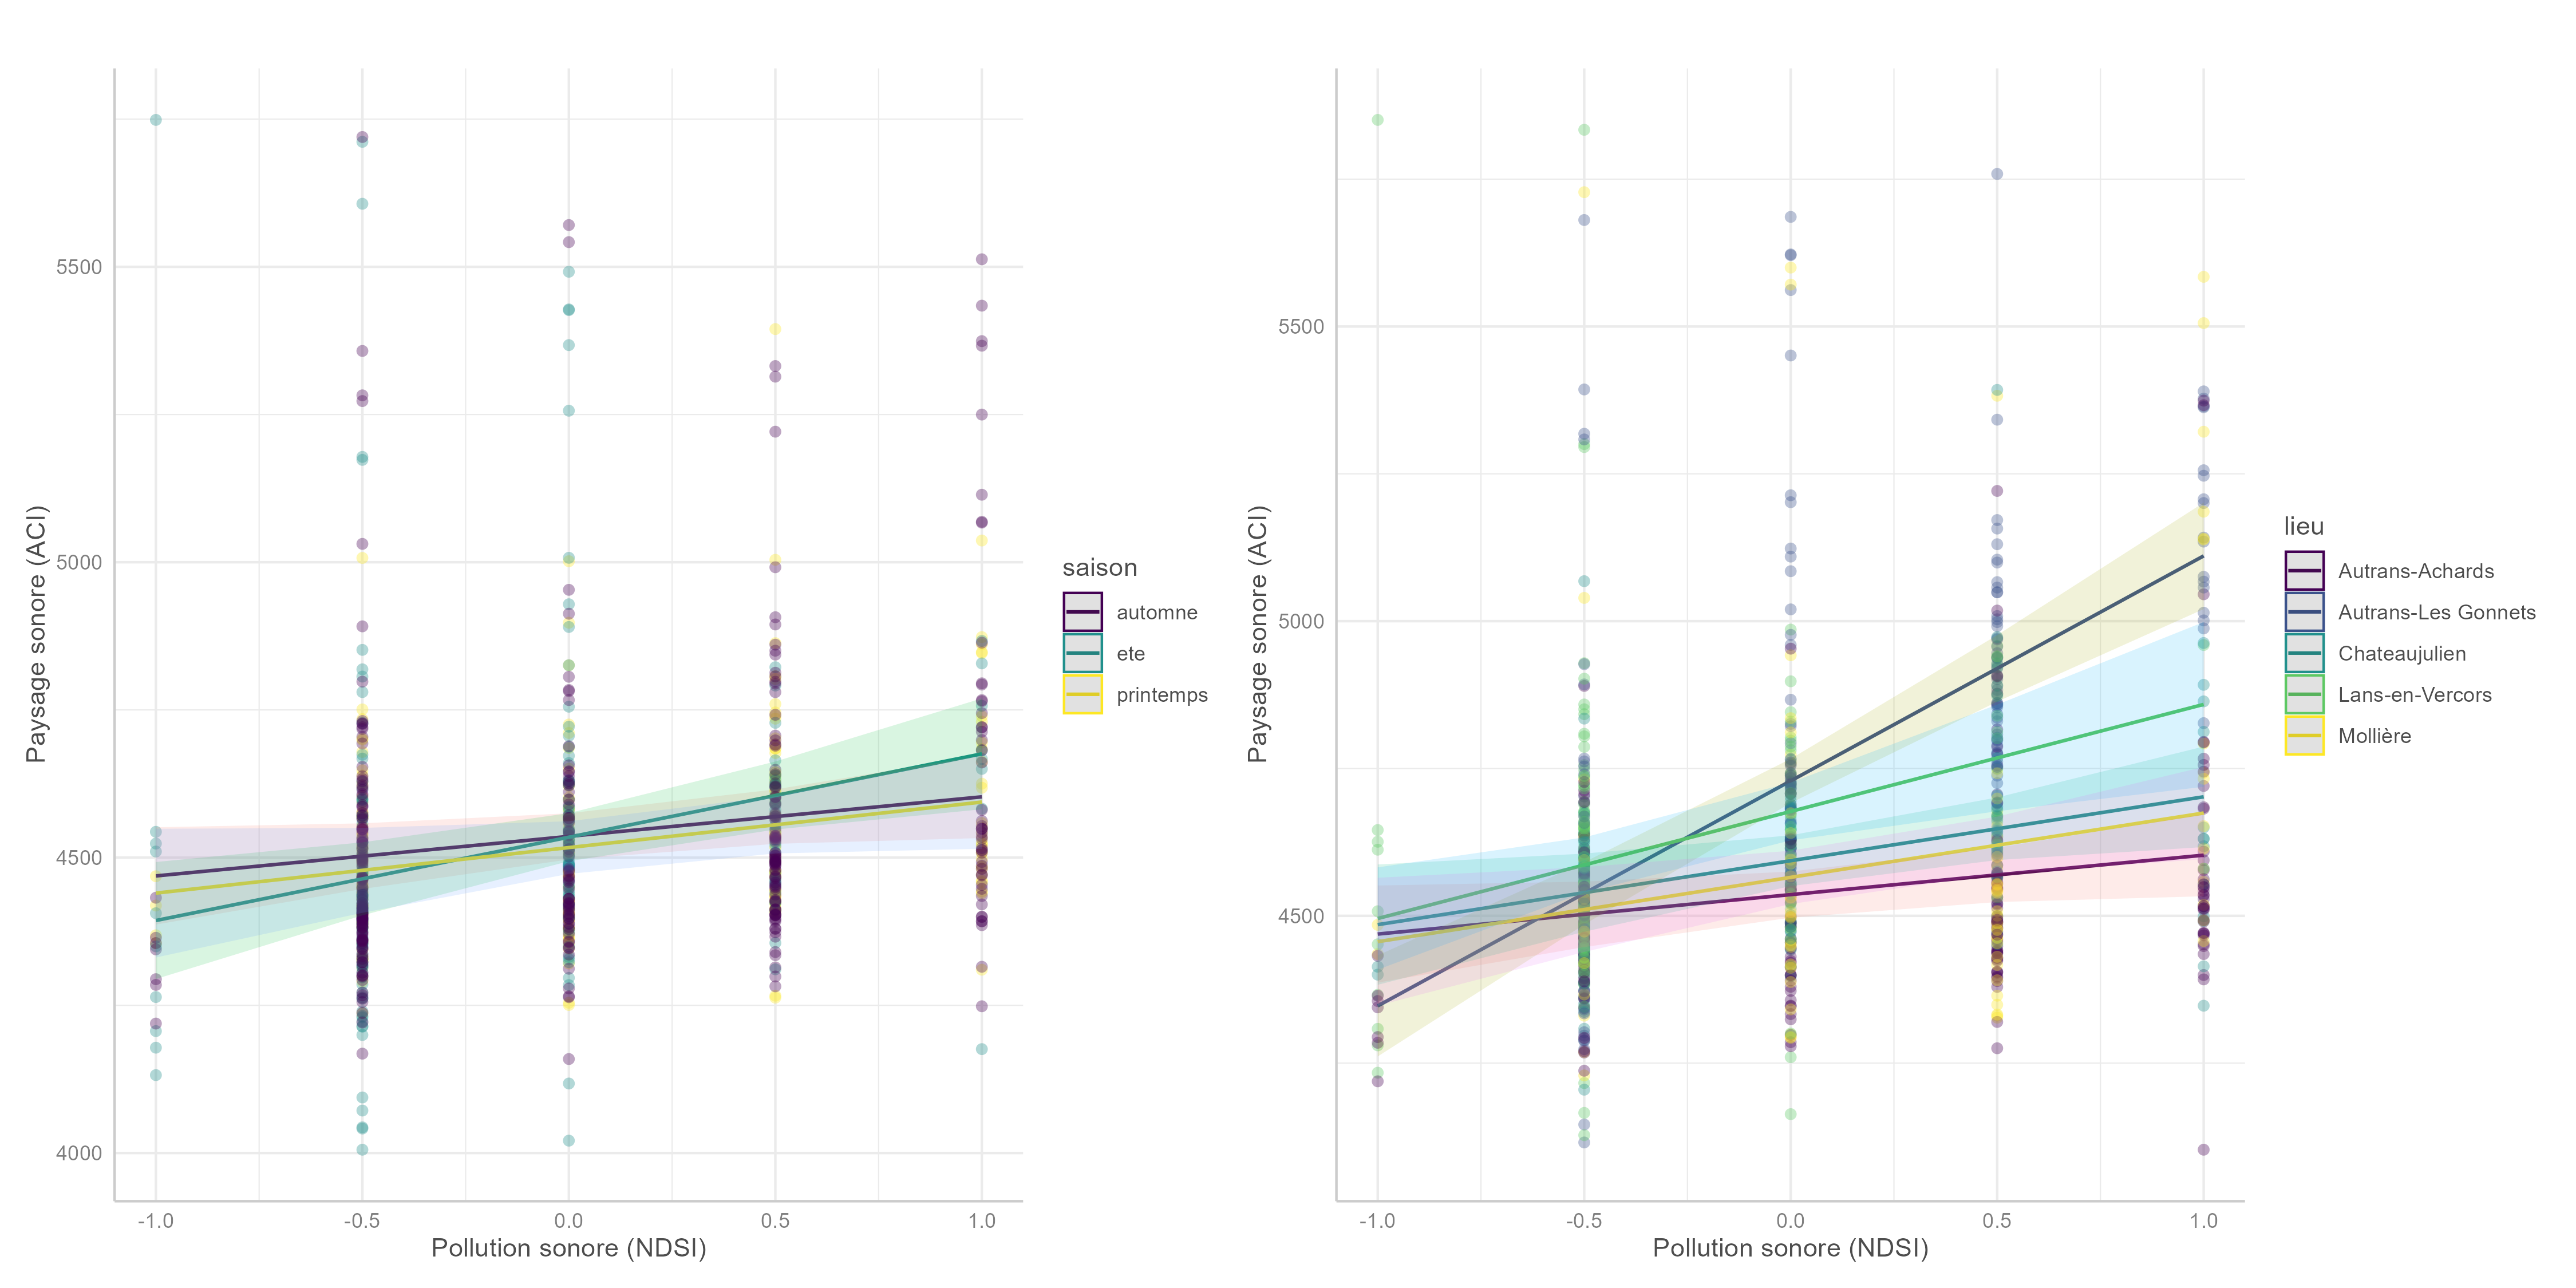 5500
5000
4500
4000
-1.0
-0.5
0.0
0.5
1.0
Pollution sonore (NDSI)
Paysage sonore (ACI)
saison
automne
ete
printemps
5500
5000
4500
-1.0
-0.5
0.0
0.5
1.0
Pollution sonore (NDSI)
Paysage sonore (ACI)
lieu
Autrans-Achards
Autrans-Les Gonnets
Chateaujulien
Lans-en-Vercors
Mollière